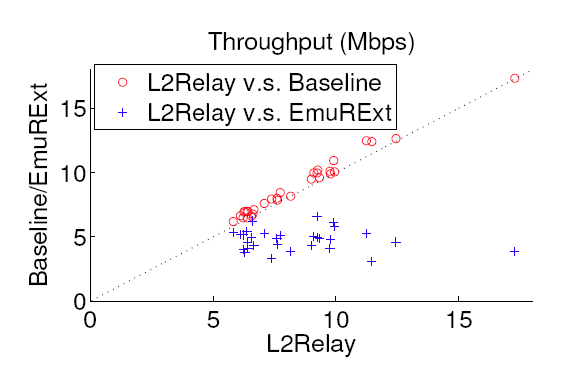 Throughput (Mbps)
L2Relay v.s. Baseline
L2Relay v.s. EmuRExt
Baseline/EmuRExt
15
10
5
0
0 5 10 15
L2Relay